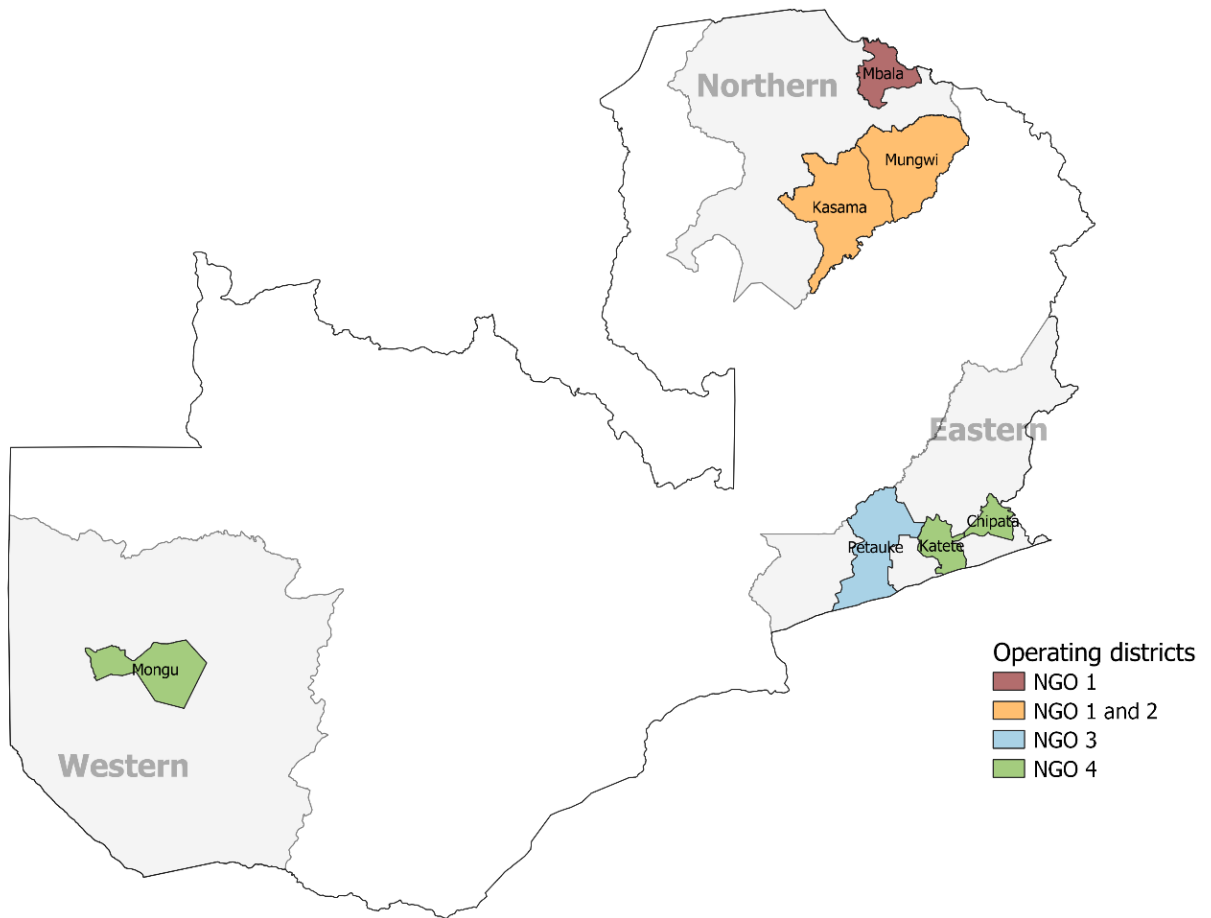 Mbala
Northern
Mungwi
Kasama
Eastern
Chipata
Petauke
Katete
Operating districts
NGO 1
NGO 1 and 2
NGO 3
NGO 4
Mongu
Western